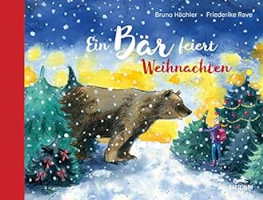 Bruno Hächler • Friederike Rave
Ein Bär feiert
Weihnachten